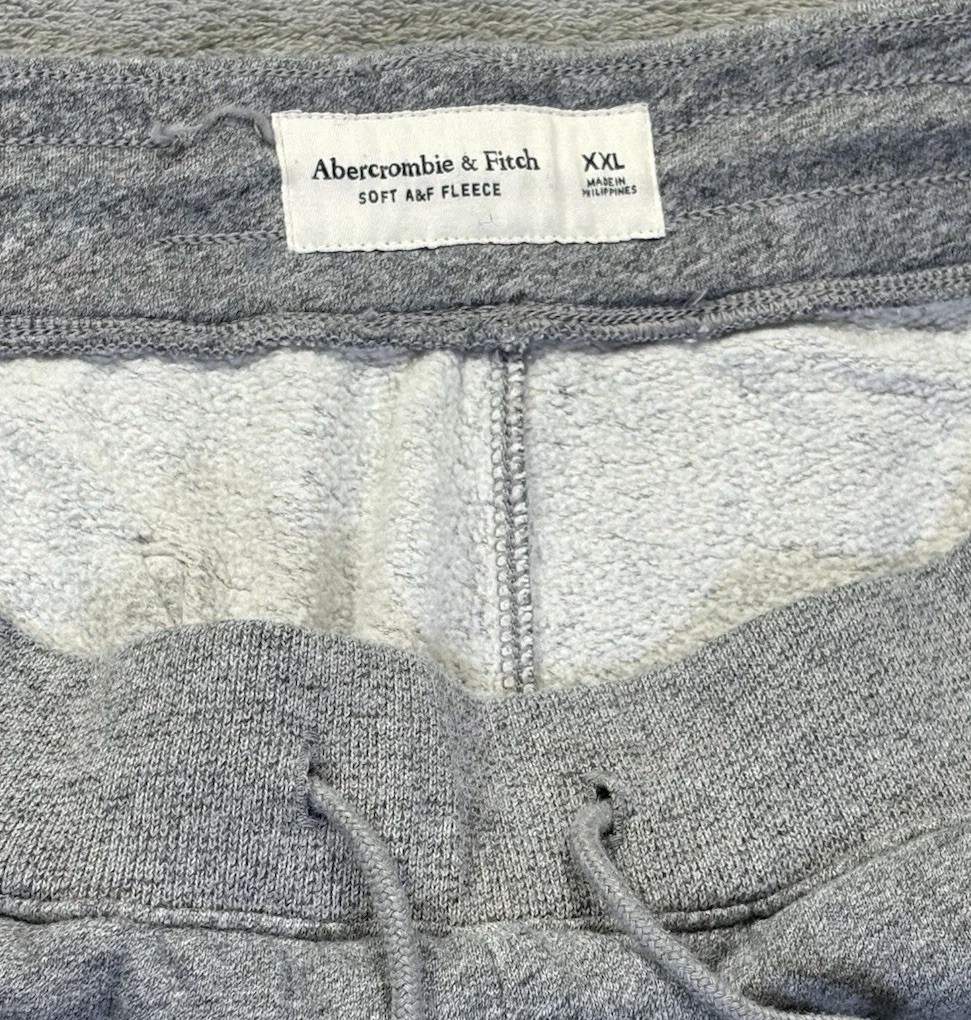 Abercrombie & Fitch
SOFT A&F FLEECE
XXL
MADE IN
PHILIPPINES